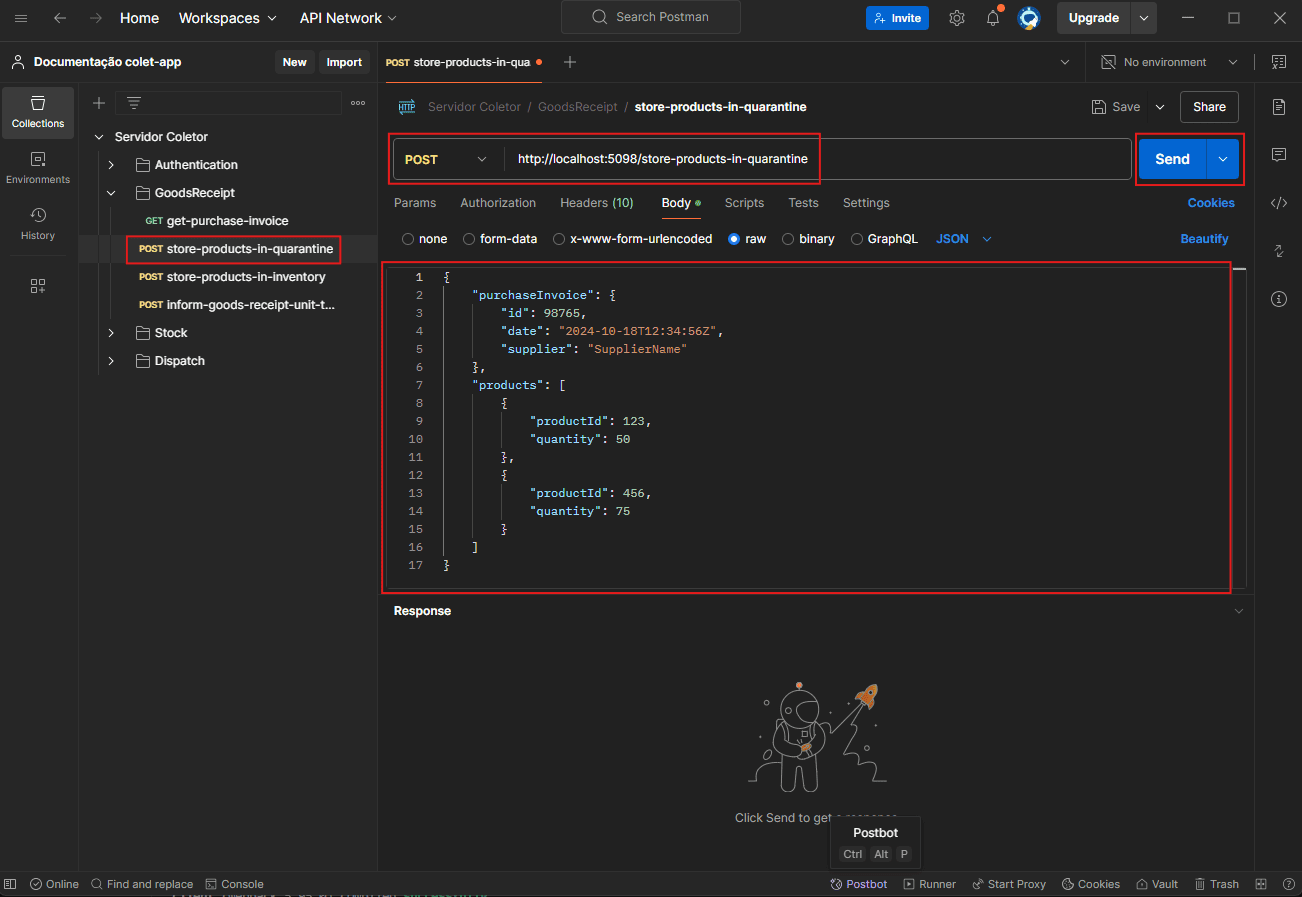 Home Workspaces API Network Search Postman Invite Upgrade
Documentação colet-app New Import POST store-products-in-qua No environment
Collections
Environments
History
Servidor Coletor
Authentication
GoodsReceipt
GET get-purchase-invoice
POST store-products-in-quarantine
POST store-products-in-inventory
POST inform-goods-receipt-unit-t...
Stock
Dispatch
HTTP Servidor Coletor / GoodsReceipt / store-products-in-quarantine Save Share
POST http://localhost:5098/store-products-in-quarantine Send
Params Authorization Headers (10) Body Scripts Tests Settings Cookies
none form-data x-www-form-urlencoded raw binary GraphQL JSON Beautify
1 {
2 "purchaseInvoice": {
3 "id": 98765,
4 "date": "2024-10-18T12:34:56Z",
5 "supplier": "SupplierName"
6 },
7 "products": [
8 {
9 "productId": 123,
10 "quantity": 50
11 },
12 {
13 "productId": 456,
14 "quantity": 75
15 }
16 ]
17 }
Response
Click Send to get a
Postbot
Ctrl Alt P
Online Find and replace Console Postbot Runner Start Proxy Cookies Vault Trash